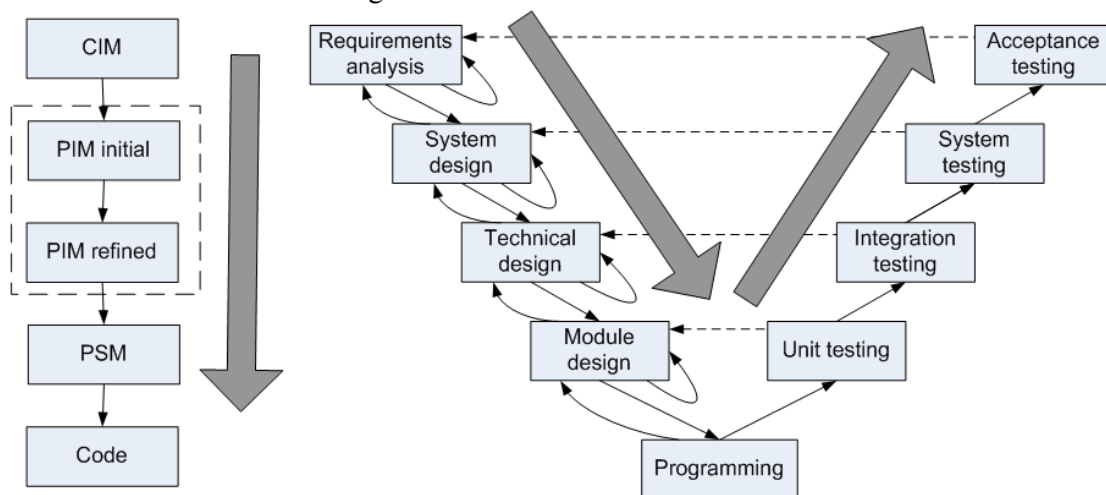 CIM
PIM initial
PIM refined
PSM
Code
Requirements
analysis
System
design
Technical
design
Module
design
Programming
Unit testing
Integration
testing
System
testing
Acceptance
testing